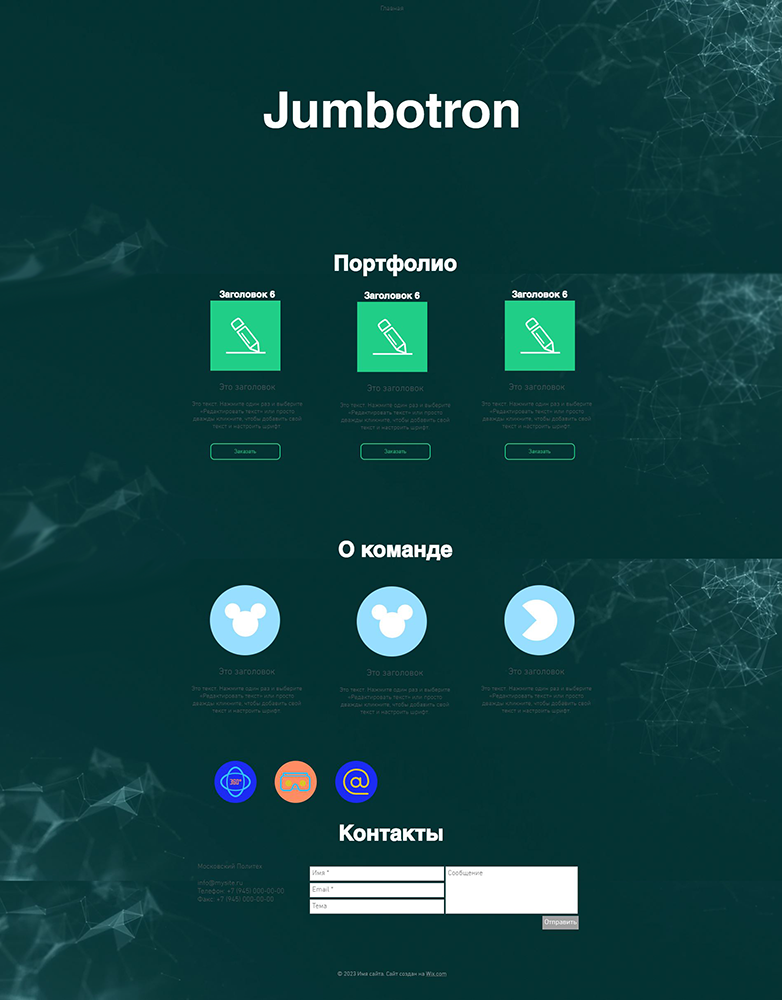 Главная
Jumbotron
Портфолио
Заголовок 6
Заголовок 6
Заголовок 6
Это заголовок
Это заголовок
Это заголовок
Это текст. Нажмите один раз и выберите
«Редактировать текст» или просто
дважды кликните, чтобы добавить свой
текст и настроить шрифт.
Это текст. Нажмите один раз и выберите
«Редактировать текст» или просто
дважды кликните, чтобы добавить свой
текст и настроить шрифт.
Это текст. Нажмите один раз и выберите
«Редактировать текст» или просто
дважды кликните, чтобы добавить свой
текст и настроить шрифт.
Заказать
Заказать
Заказать
О команде
Это заголовок
Это заголовок
Это заголовок
Это текст. Нажмите один раз и выберите
«Редактировать текст» или просто
дважды кликните, чтобы добавить свой
текст и настроить шрифт.
Это текст. Нажмите один раз и выберите
«Редактировать текст» или просто
дважды кликните, чтобы добавить свой
текст и настроить шрифт.
Это текст. Нажмите один раз и выберите
«Редактировать текст» или просто
дважды кликните, чтобы добавить свой
текст и настроить шрифт.
360°
@
Контакты
Московский Политех
info@mysite.ru
Телефон: +7 (945) 000-00-00
Факс: +7 (945) 000-00-00
Имя *
Email *
Тема
Сообщение
Отправить
© 2023 Имя сайта. Сайт создан на Wix.com